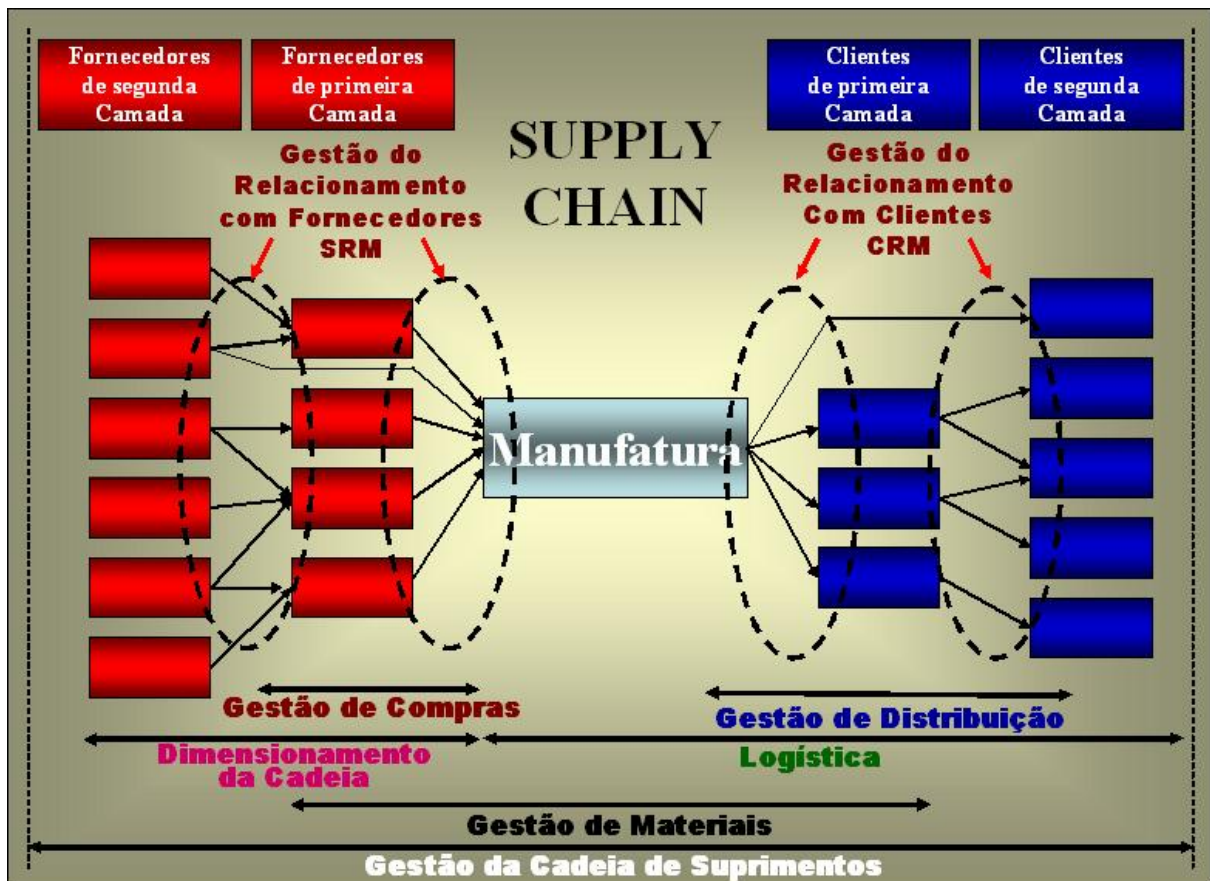 Fornecedores
de segunda
Camada
Fornecedores
de primeira
Camada
Clientes
de primeira
Camada
Clientes
de segunda
Camada
SUPPLY
CHAIN
Gestão do
Relacionamento
com Fornecedores
SRM
Gestão do
Relacionamento
Com Clientes
CRM
Manufatura
Gestão de Compras
Gestão de Distribuição
Dimensionamento
da Cadeia
Logística
Gestão de Materiais
Gestão da Cadeia de Suprimentos